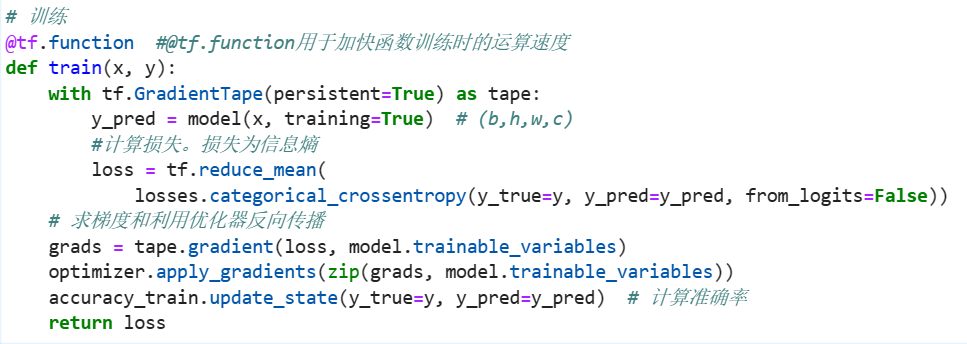 # 训练
@tf.function  #@tf.function用于加快函数训练时的运算速度
def train(x, y):
    with tf.GradientTape(persistent=True) as tape:
        y_pred = model(x, training=True)  # (b,h,w,c)
        #计算损失。损失为信息熵
        loss = tf.reduce_mean(
            losses.categorical_crossentropy(y_true=y, y_pred=y_pred, from_logits=False))
    # 求梯度和利用优化器反向传播
    grads = tape.gradient(loss, model.trainable_variables)
    optimizer.apply_gradients(zip(grads, model.trainable_variables))
    accuracy_train.update_state(y_true=y, y_pred=y_pred)  # 计算准确率
    return loss